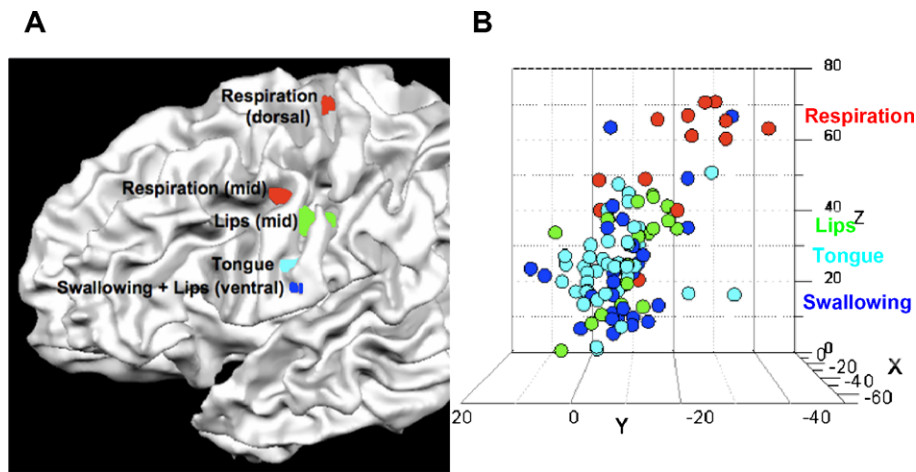 A
Respiration
(dorsal)
Respiration (mid)
Lips (mid)
Tongue
Swallowing + Lips (ventral)
B
80
60
40
20
0
0
-20
-40
-60
Z
X
20
0
Y
-20
-40
Respiration
Lips
Tongue
Swallowing